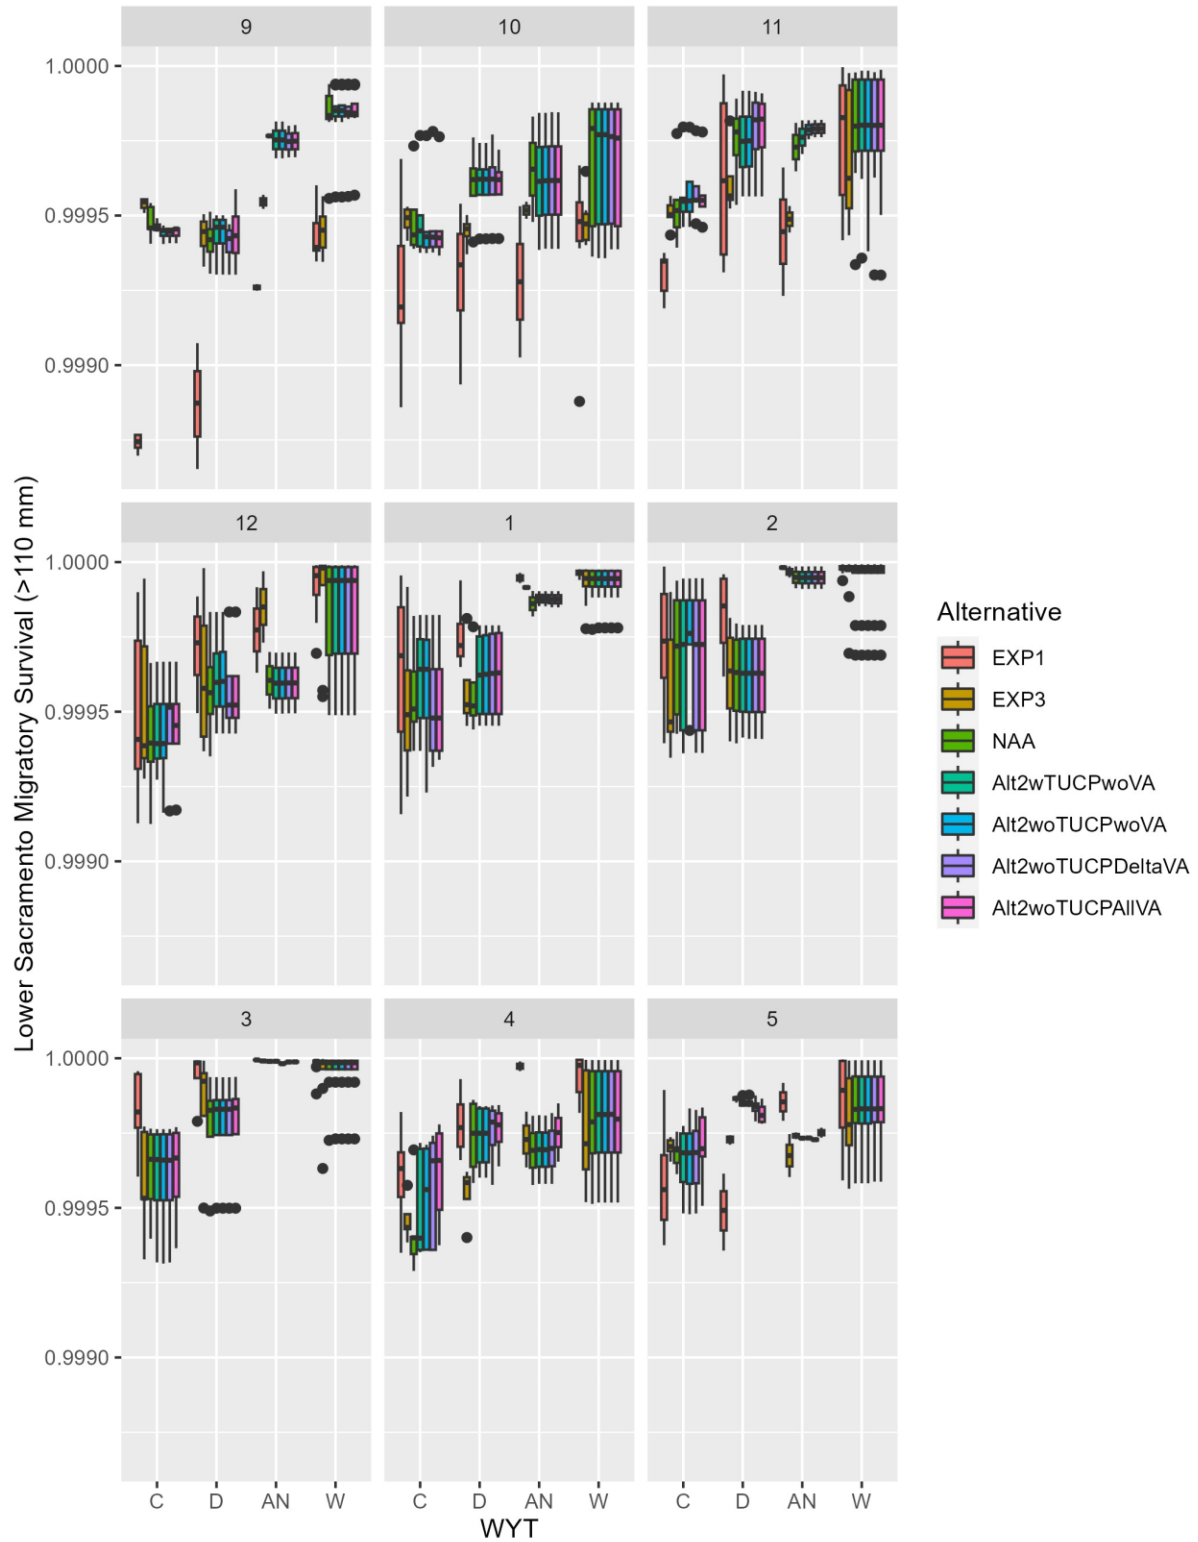 9 10 11
1.0000
0.9995
0.9990
12 1 2
1.0000
0.9995
0.9990
3 4 5
1.0000
0.9995
0.9990
C D AN W C D AN W C D AN W
WYT
Lower Sacramento Migratory Survival (>110 mm)
Alternative
EXP1
EXP3
NAA
Alt2wTUCPwoVA
Alt2woTUCPwoVA
Alt2woTUCPDeltaVA
Alt2woTUCPAllVA